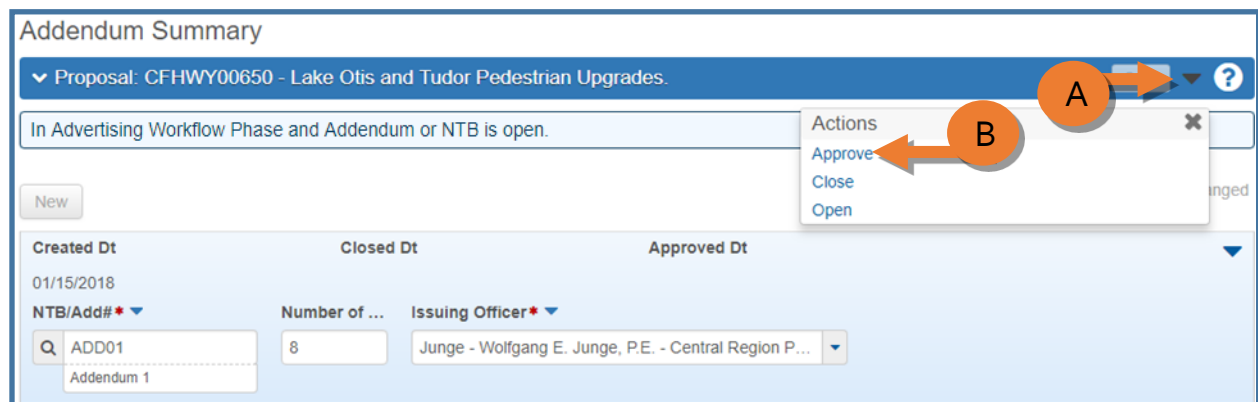 Addendum Summary
Proposal: CFHWY00650 - Lake Otis and Tudor Pedestrian Upgrades.
?
A
In Advertising Workflow Phase and Addendum or NTB is open.
Actions
B
Approve
Close
Open
New
anged
Created Dt Closed Dt Approved Dt
01/15/2018
NTB/Add#* Number of ... Issuing Officer*
ADD01 8 Junge - Wolfgang E. Junge, P.E. - Central Region P...
Addendum 1